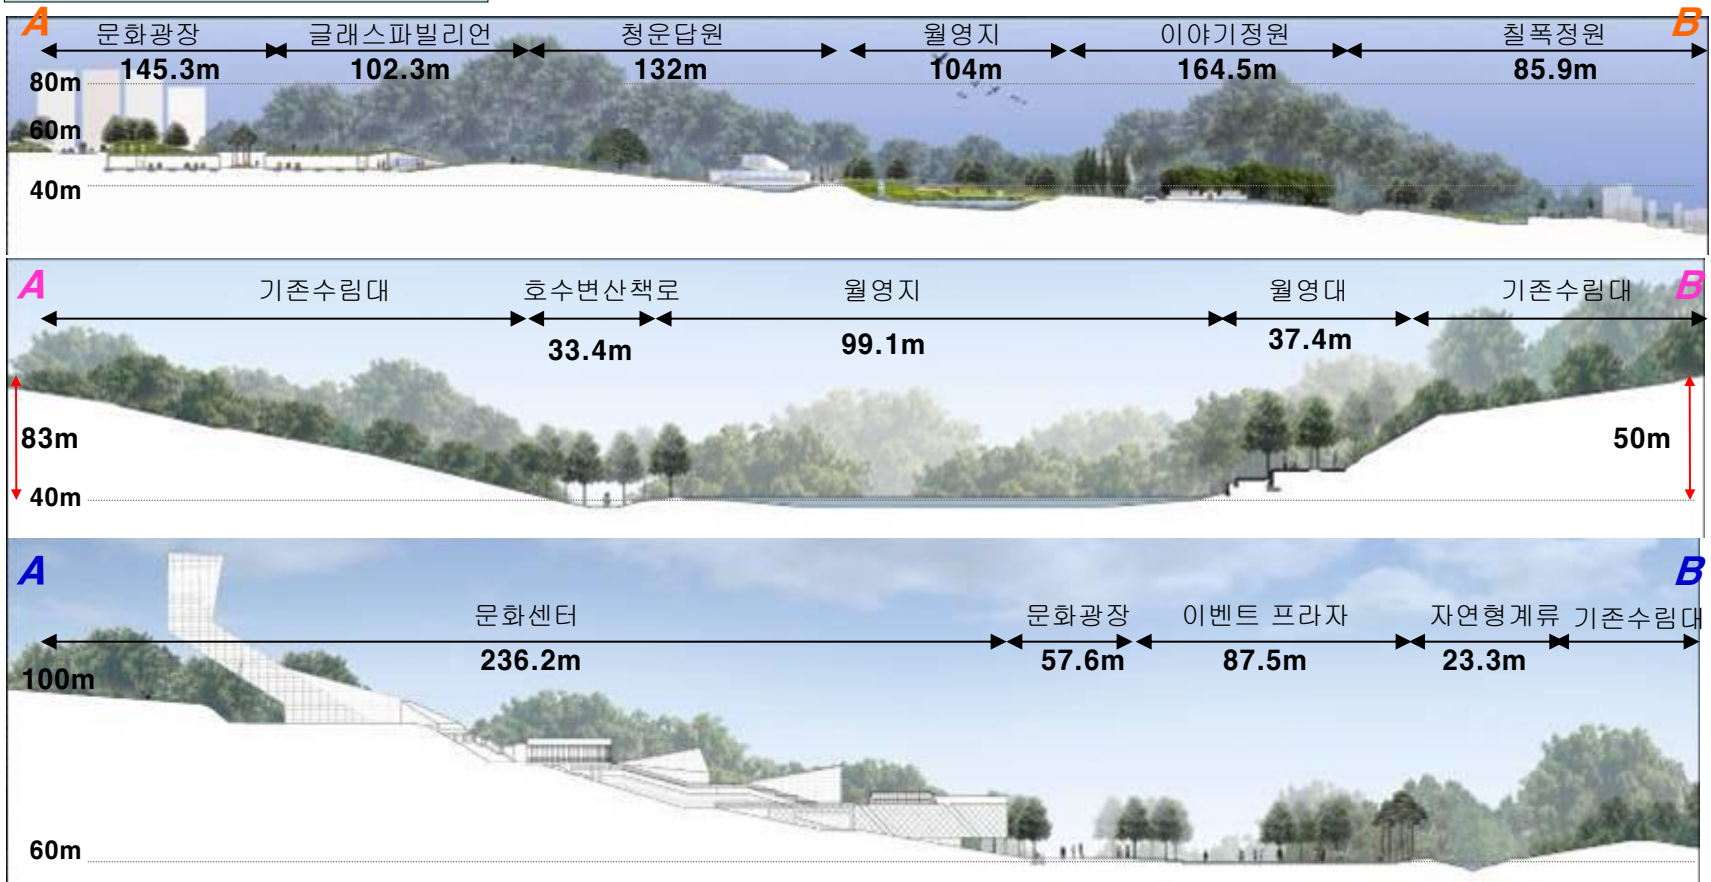 A
문화광장
글래스파빌리언
청운답원
월영지
이야기정원
칠폭정원
B
145.3m
102.3m
132m
104m
164.5m
85.9m
80m
60m
40m
A
기존수림대
호수변산책로
월영지
월영대
기존수림대
B
33.4m
99.1m
37.4m
83m
50m
40m
A
B
문화센터
문화광장
이벤트 프라자
자연형계류
기존수림대
236.2m
57.6m
87.5m
23.3m
100m
60m